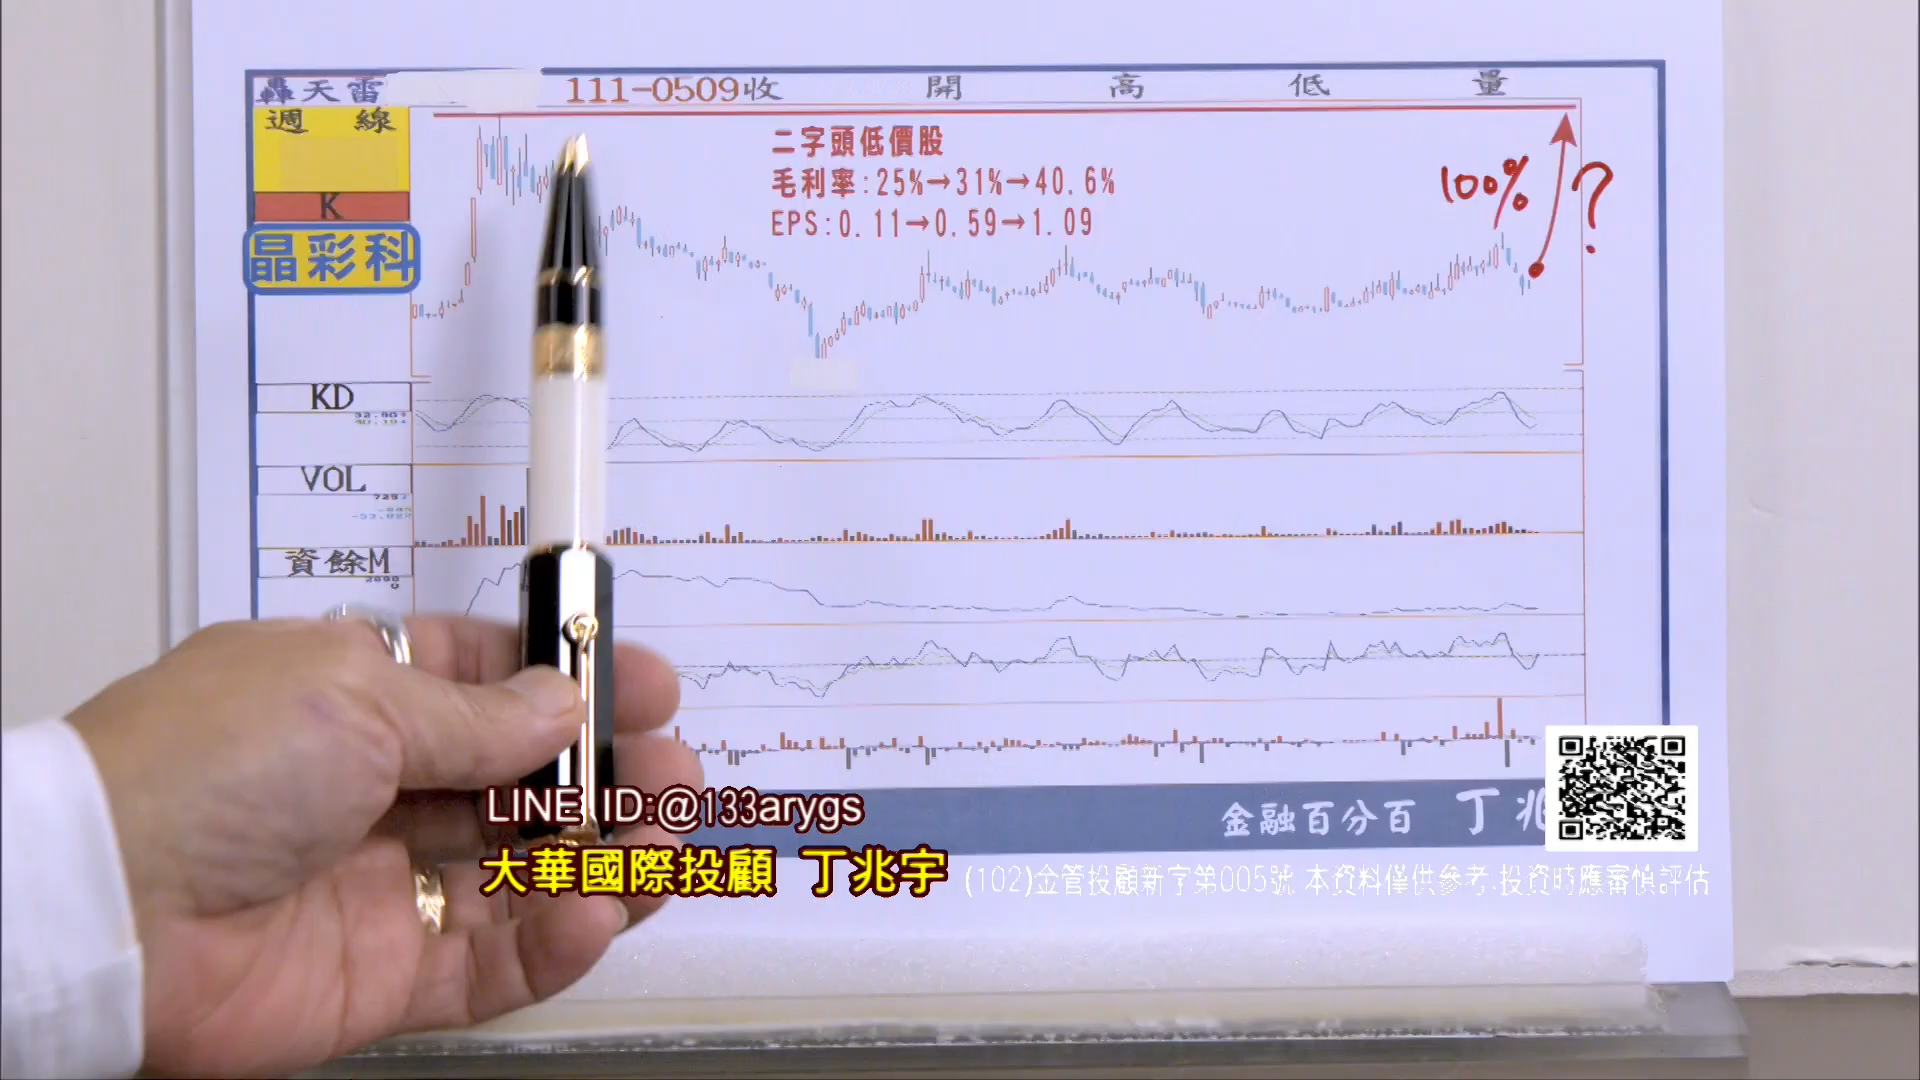 轟天雷 111-0509收 開 高 低 量
週 線
K
晶彩科
二字頭低價股
毛利率:25%→31%→40.6%
EPS:0.11→0.59→1.09
100% ?
KD
VOL
資餘M
金融百分百 丁兆
LINE ID:@133arygs
大華國際投顧 丁兆宇
(102)金管投顧新字第005號 本資料僅供參考.投資時應審慎評估